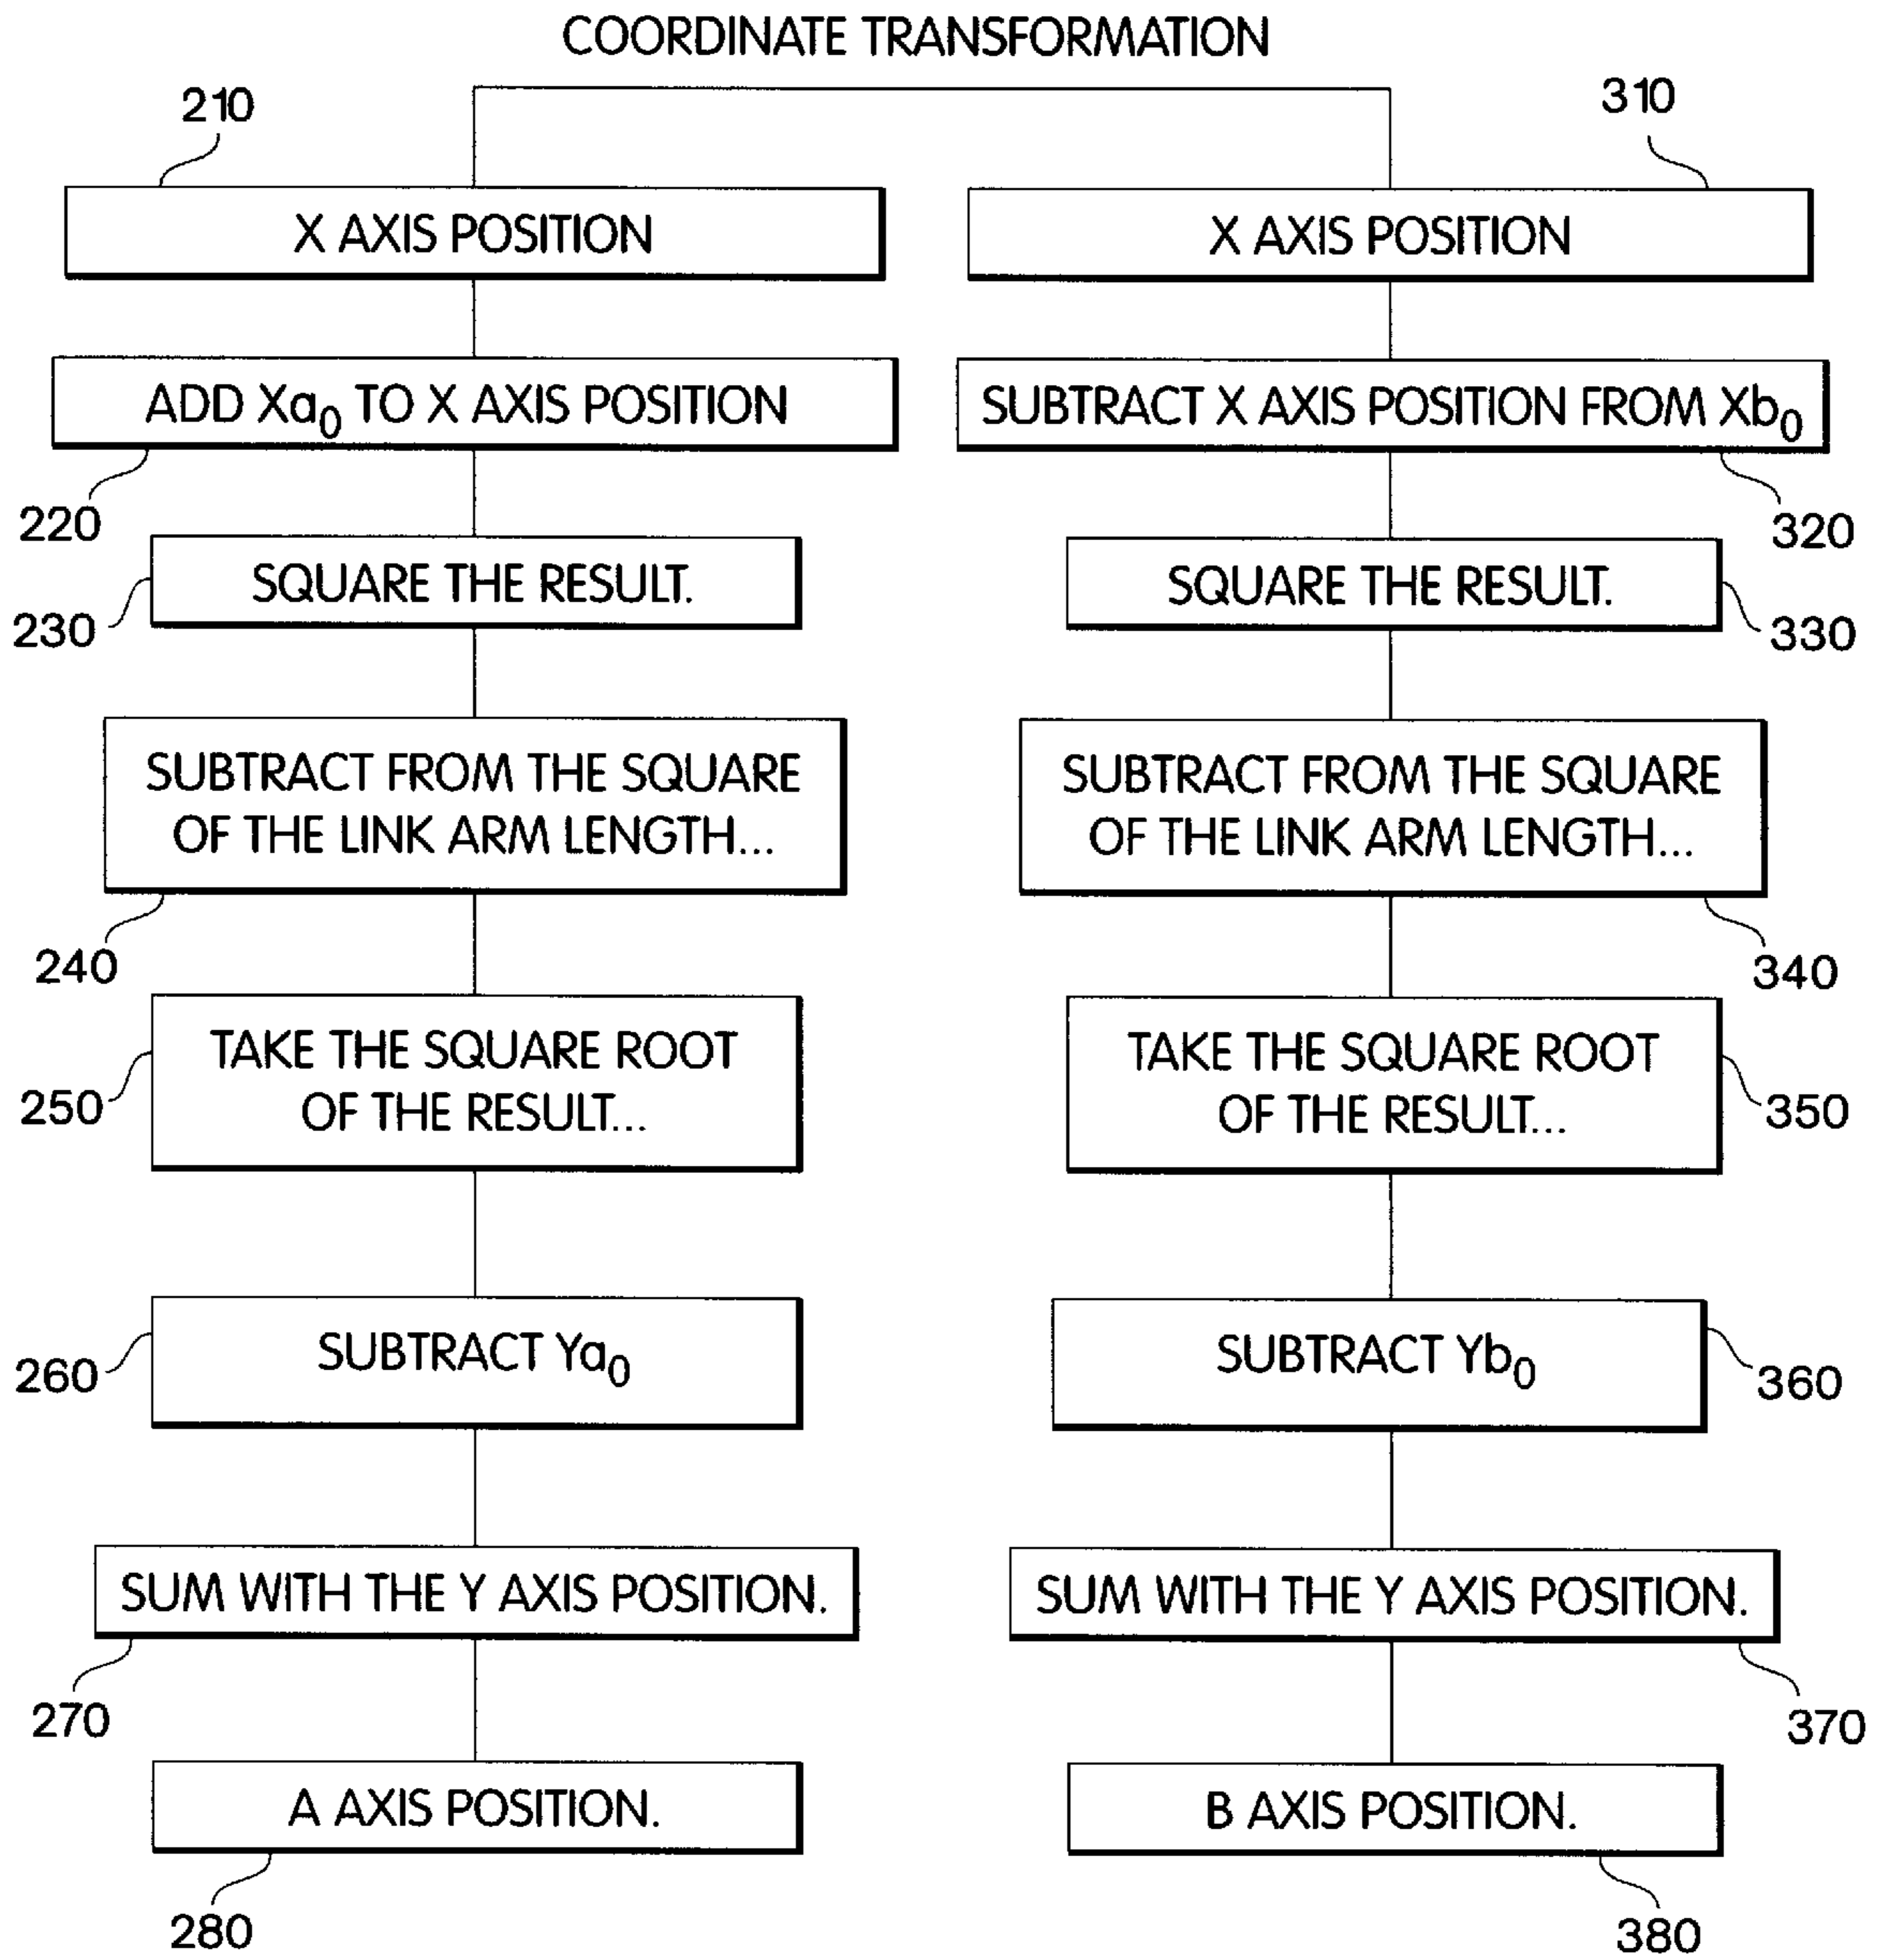 COORDINATE TRANSFORMATION
210
X AXIS POSITION
ADD Xa0 TO X AXIS POSITION
220
SQUARE THE RESULT.
230
SUBTRACT FROM THE SQUARE
OF THE LINK ARM LENGTH...
240
TAKE THE SQUARE ROOT
OF THE RESULT...
250
SUBTRACT Ya0
260
SUM WITH THE Y AXIS POSITION.
270
A AXIS POSITION.
280
310
X AXIS POSITION
SUBTRACT X AXIS POSITION FROM Xb0
320
SQUARE THE RESULT.
330
SUBTRACT FROM THE SQUARE
OF THE LINK ARM LENGTH...
340
TAKE THE SQUARE ROOT
OF THE RESULT...
350
SUBTRACT Yb0
360
SUM WITH THE Y AXIS POSITION.
370
B AXIS POSITION.
380